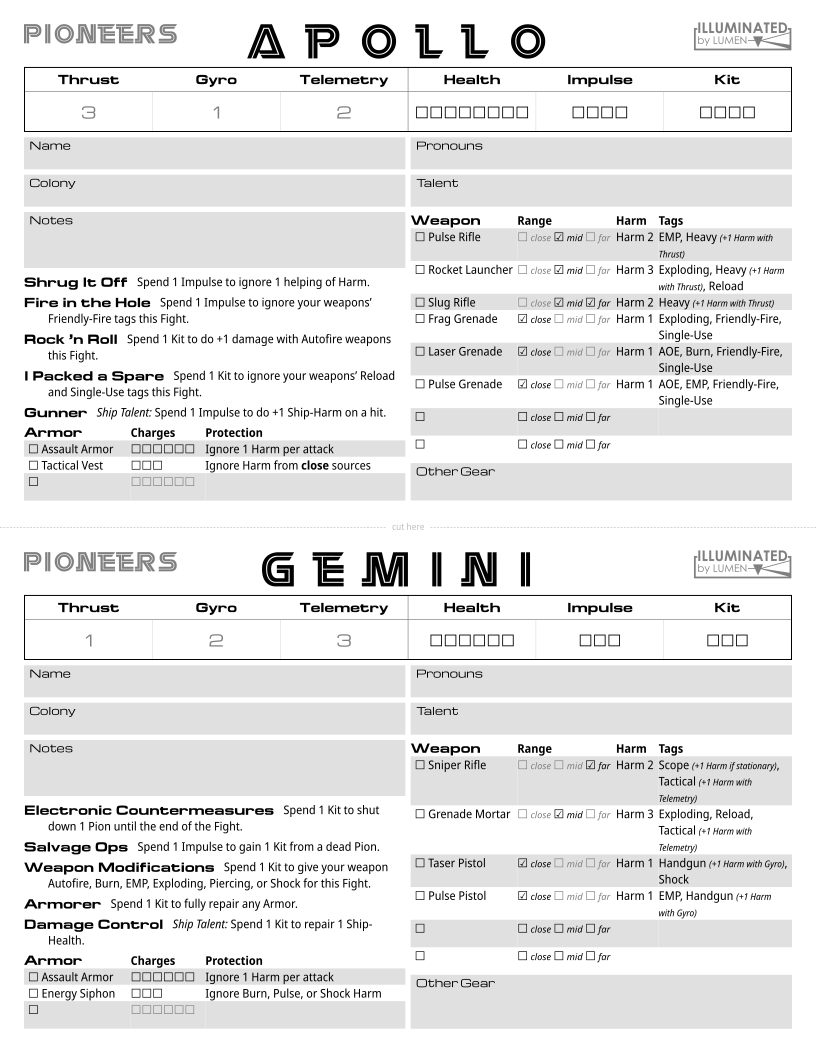 PIONEERS
APOLLO
ILLUMINATED
by LUMEN
Thrust Gyro Telemetry Health Impulse Kit
3 1 2 ☐☐☐☐☐☐☐☐ ☐☐☐☐ ☐☐☐☐
Name
Pronouns
Colony
Talent
Notes
Shrug It Off Spend 1 Impulse to ignore 1 helping of Harm.
Fire in the Hole Spend 1 Impulse to ignore your weapons’
Friendly-Fire tags this Fight.
Rock ’n Roll Spend 1 Kit to do +1 damage with Autofire weapons
this Fight.
I Packed a Spare Spend 1 Kit to ignore your weapons’ Reload
and Single-Use tags this Fight.
Gunner Ship Talent: Spend 1 Impulse to do +1 Ship-Harm on a hit.
Armor Charges Protection
☐ Assault Armor ☐☐☐☐☐☐ Ignore 1 Harm per attack
☐ Tactical Vest ☐☐☐ Ignore Harm from close sources
☐ ☐☐☐☐☐☐
Weapon Range Harm Tags
☐ Pulse Rifle ☐ close ☑ mid ☐ far Harm 2 EMP, Heavy (+1 Harm with
Thrust)
☐ Rocket Launcher ☐ close ☑ mid ☐ far Harm 3 Exploding, Heavy (+1 Harm
with Thrust), Reload
☐ Slug Rifle ☐ close ☑ mid ☑ far Harm 2 Heavy (+1 Harm with Thrust)
☐ Frag Grenade ☑ close ☐ mid ☐ far Harm 1 Exploding, Friendly-Fire,
Single-Use
☐ Laser Grenade ☑ close ☐ mid ☐ far Harm 1 AOE, Burn, Friendly-Fire,
Single-Use
☐ Pulse Grenade ☑ close ☐ mid ☐ far Harm 1 AOE, EMP, Friendly-Fire,
Single-Use
☐ ☐ close ☐ mid ☐ far
☐ ☐ close ☐ mid ☐ far
Other Gear
cut here
PIONEERS
GEMINI
ILLUMINATED
by LUMEN
Thrust Gyro Telemetry Health Impulse Kit
1 2 3 ☐☐☐☐☐☐ ☐☐☐ ☐☐☐
Name
Pronouns
Colony
Talent
Notes
Electronic Countermeasures Spend 1 Kit to shut
down 1 Pion until the end of the Fight.
Salvage Ops Spend 1 Impulse to gain 1 Kit from a dead Pion.
Weapon Modifications Spend 1 Kit to give your weapon
Autofire, Burn, EMP, Exploding, Piercing, or Shock for this Fight.
Armorer Spend 1 Kit to fully repair any Armor.
Damage Control Ship Talent: Spend 1 Kit to repair 1 Ship-
Health.
Armor Charges Protection
☐ Assault Armor ☐☐☐☐☐☐ Ignore 1 Harm per attack
☐ Energy Siphon ☐☐☐ Ignore Burn, Pulse, or Shock Harm
☐ ☐☐☐☐☐☐
Weapon Range Harm Tags
☐ Sniper Rifle ☐ close ☐ mid ☑ far Harm 2 Scope (+1 Harm if stationary),
Tactical (+1 Harm with
Telemetry)
☐ Grenade Mortar ☐ close ☑ mid ☐ far Harm 3 Exploding, Reload,
Tactical (+1 Harm with
Telemetry)
☐ Taser Pistol ☑ close ☐ mid ☐ far Harm 1 Handgun (+1 Harm with Gyro),
Shock
☐ Pulse Pistol ☑ close ☐ mid ☐ far Harm 1 EMP, Handgun (+1 Harm
with Gyro)
☐ ☐ close ☐ mid ☐ far
☐ ☐ close ☐ mid ☐ far
Other Gear